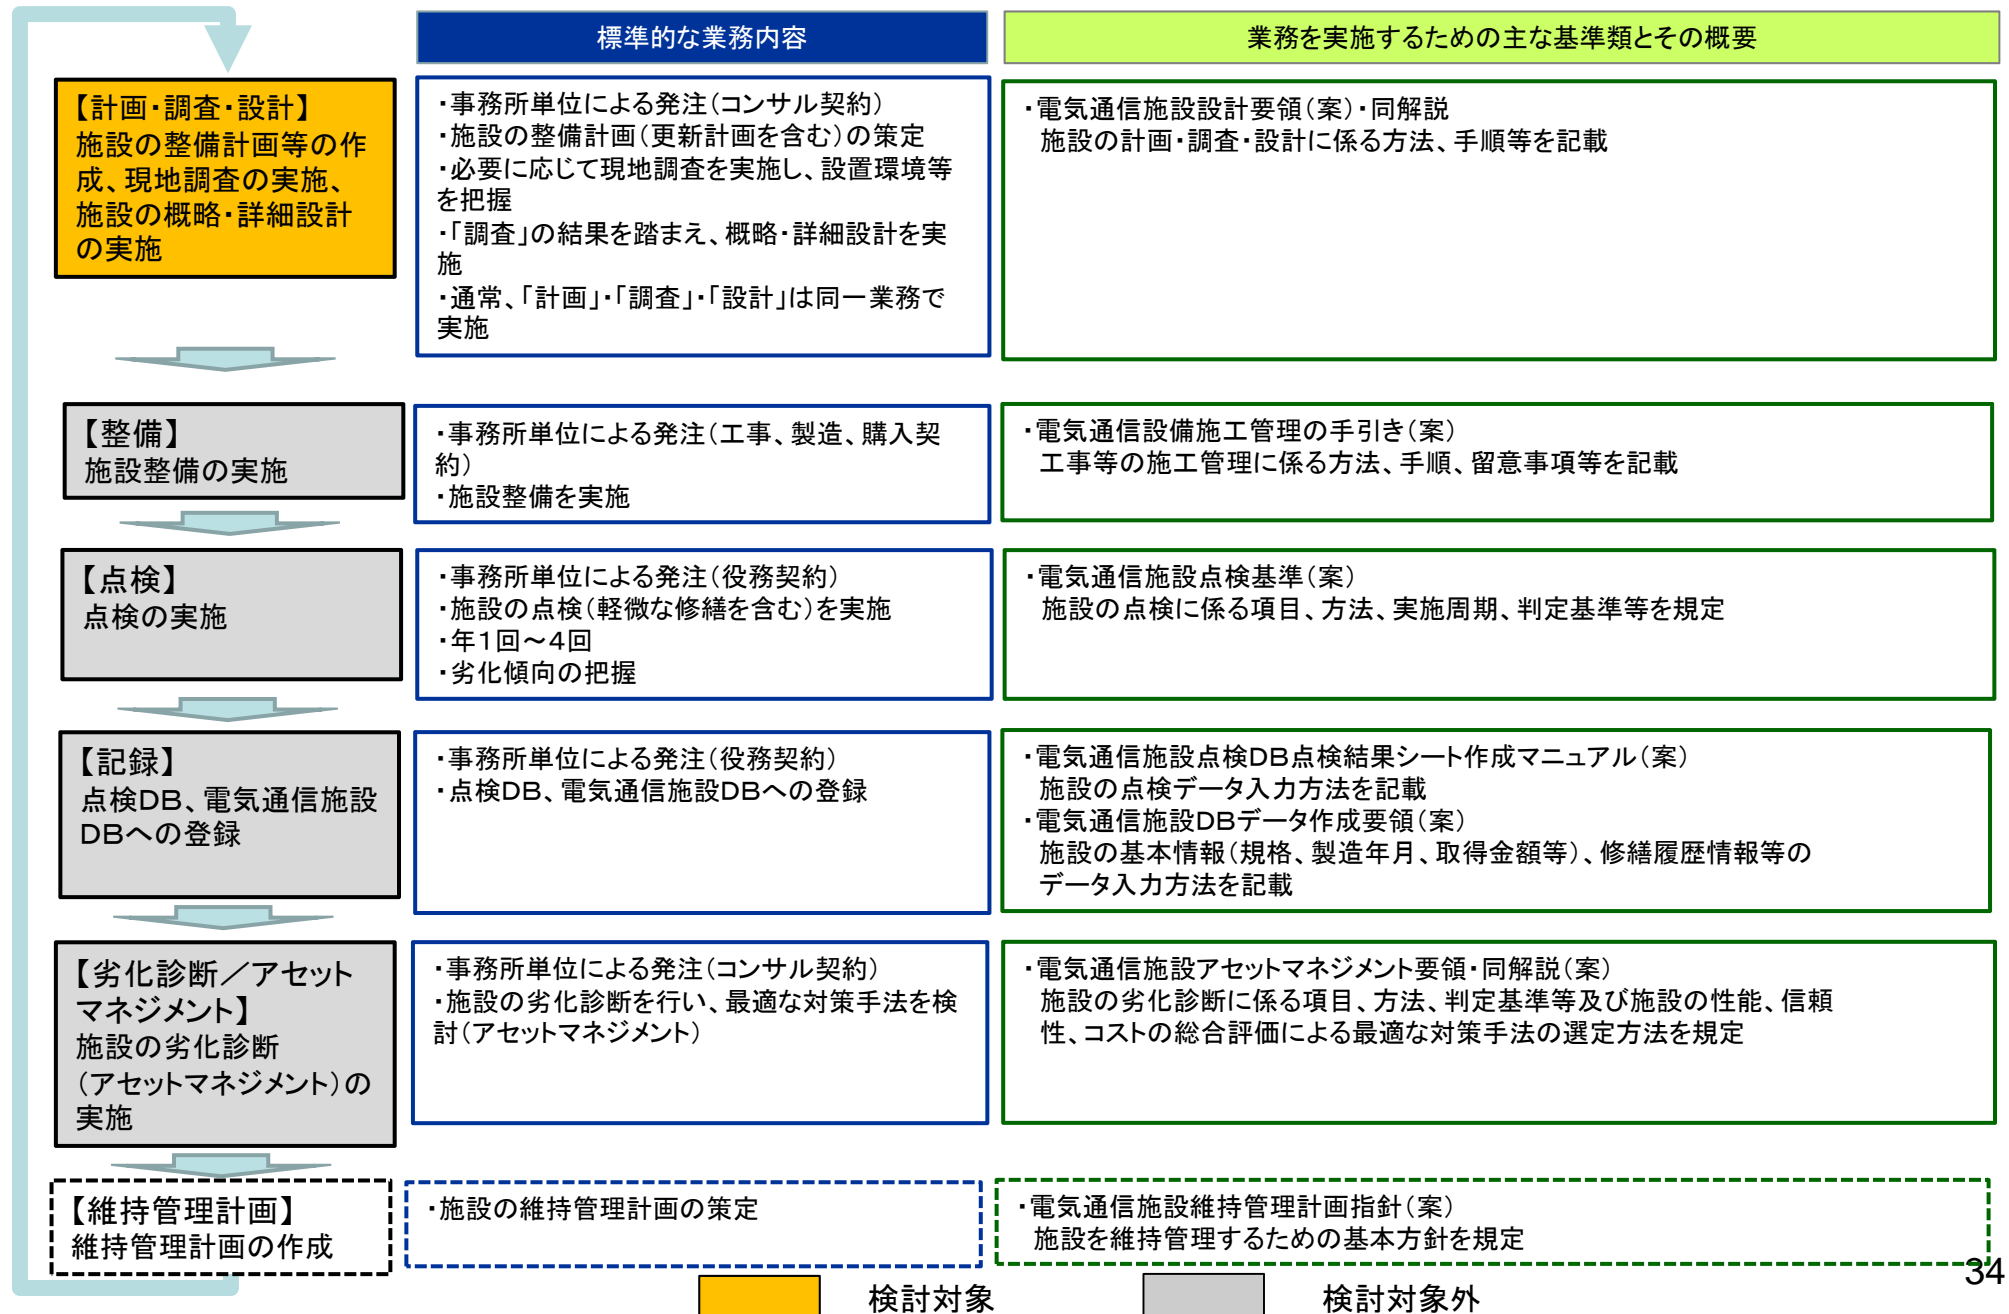 標準的な業務内容
業務を実施するための主な基準類とその概要
【計画・調査・設計】
施設の整備計画等の作
成、現地調査の実施、
施設の概略・詳細設計
の実施
・事務所単位による発注（コンサル契約）
・施設の整備計画（更新計画を含む）の策定
・必要に応じて現地調査を実施し、設置環境等
を把握
・「調査」の結果を踏まえ、概略・詳細設計を実
施
・通常、「計画」・「調査」・「設計」は同一業務で
実施
・電気通信施設設計要領（案）・同解説
施設の計画・調査・設計に係る方法、手順等を記載
【整備】
施設整備の実施
・事務所単位による発注（工事、製造、購入契
約）
・施設整備を実施
・電気通信設備施工管理の手引き（案）
工事等の施工管理に係る方法、手順、留意事項等を記載
【点検】
点検の実施
・事務所単位による発注（役務契約）
・施設の点検（軽微な修繕を含む）を実施
・年１回～４回
・劣化傾向の把握
・電気通信施設点検基準（案）
施設の点検に係る項目、方法、実施周期、判定基準等を規定
【記録】
点検ＤＢ、電気通信施設
ＤＢへの登録
・事務所単位による発注（役務契約）
・点検ＤＢ、電気通信施設ＤＢへの登録
・電気通信施設点検ＤＢ点検結果シート作成マニュアル（案）
施設の点検データ入力方法を記載
・電気通信施設ＤＢデータ作成要領（案）
施設の基本情報（規格、製造年月、取得金額等）、修繕履歴情報等の
データ入力方法を記載
【劣化診断／アセット
マネジメント】
施設の劣化診断
（アセットマネジメント）の
実施
・事務所単位による発注（コンサル契約）
・施設の劣化診断を行い、最適な対策手法を検
討（アセットマネジメント）
・電気通信施設アセットマネジメント要領・同解説（案）
施設の劣化診断に係る項目、方法、判定基準等及び施設の性能、信頼
性、コストの総合評価による最適な対策手法の選定方法を規定
【維持管理計画】
維持管理計画の作成
・施設の維持管理計画の策定
・電気通信施設維持管理計画指針（案）
施設を維持管理するための基本方針を規定
34
検討対象
検討対象外